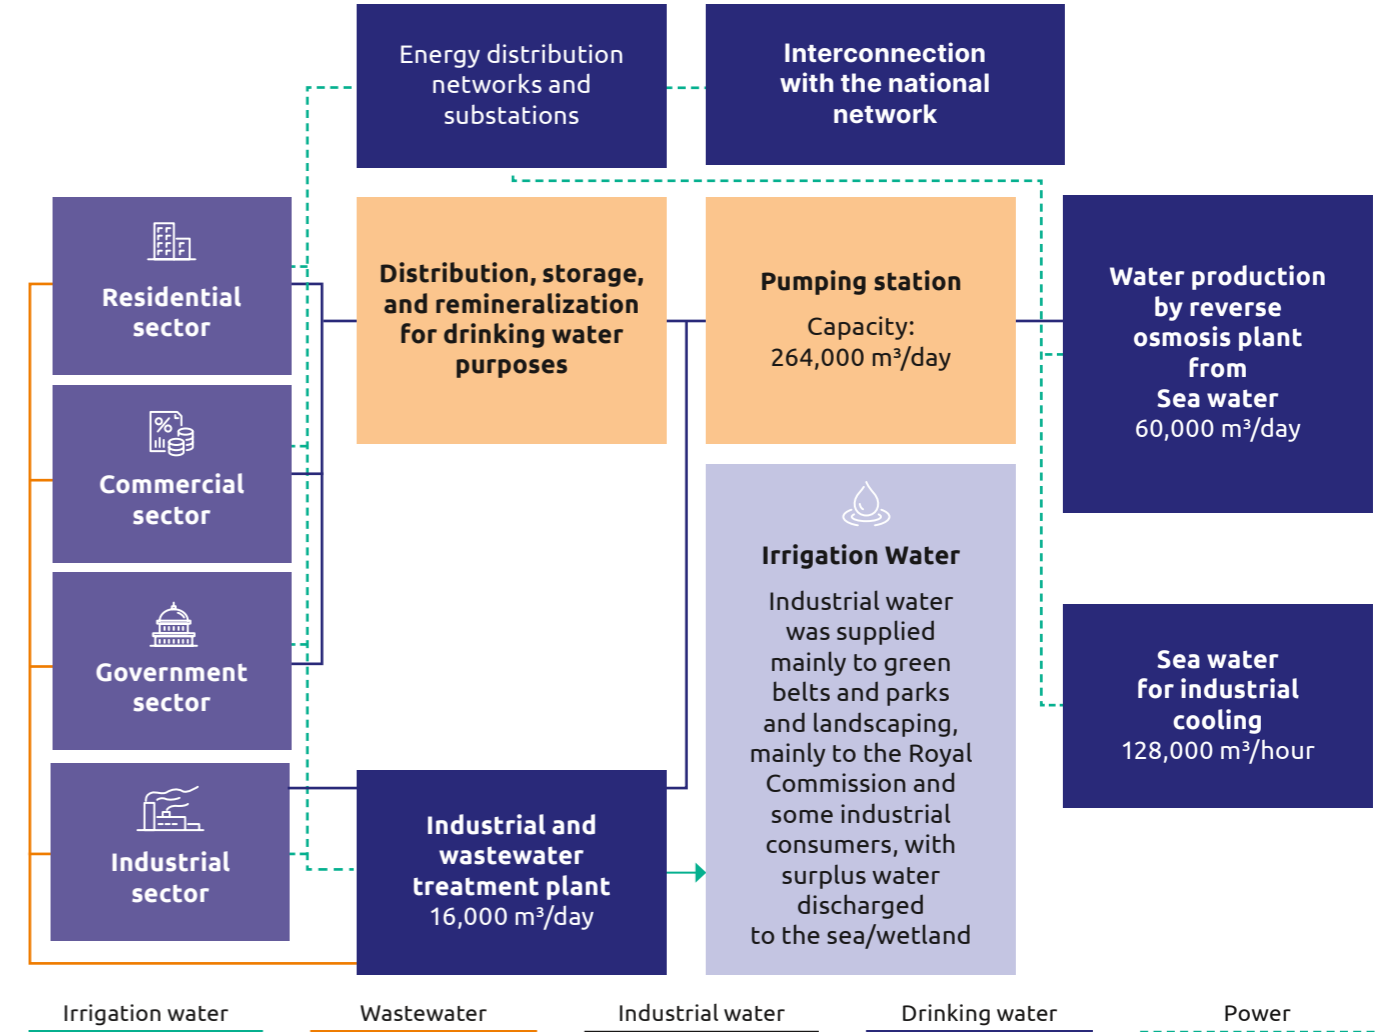 Energy distribution
networks and
substations
Interconnection
with the national
network
Residential
sector
Distribution, storage,
and remineralization
for drinking water
purposes
Pumping station
Capacity:
264,000 m³/day
Water production
by reverse
osmosis plant
from
Sea water
60,000 m³/day
%
Commercial
sector
Government
sector
Industrial
sector
Industrial and
wastewater
treatment plant
16,000 m³/day
Irrigation Water
Industrial water
was supplied
mainly to green
belts and parks
and landscaping,
mainly to the Royal
Commission and
some industrial
consumers, with
surplus water
discharged
to the sea/wetland
Sea water
for industrial
cooling
128,000 m³/hour
Irrigation water
Wastewater
Industrial water
Drinking water
Power